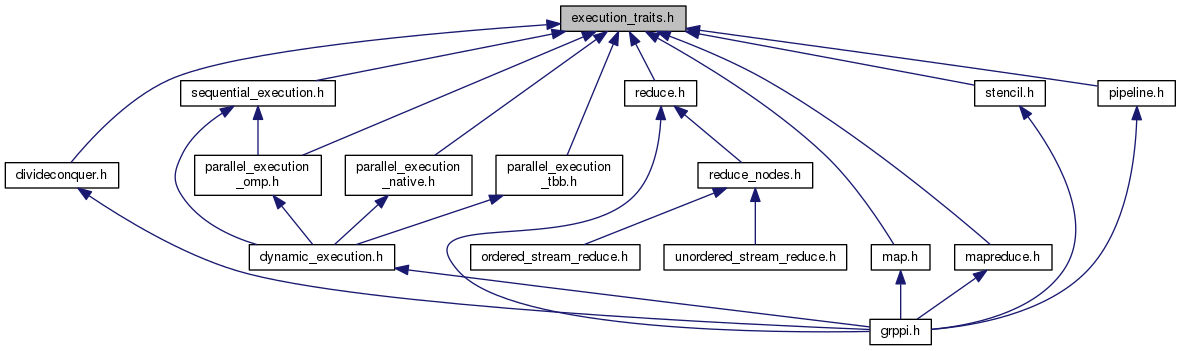 execution_traits.h
sequential_execution.h
reduce.h
stencil.h
pipeline.h
divideconquer.h
parallel_execution
_omp.h
parallel_execution
_native.h
parallel_execution
_tbb.h
reduce_nodes.h
dynamic_execution.h
ordered_stream_reduce.h
unordered_stream_reduce.h
map.h
mapreduce.h
grppi.h